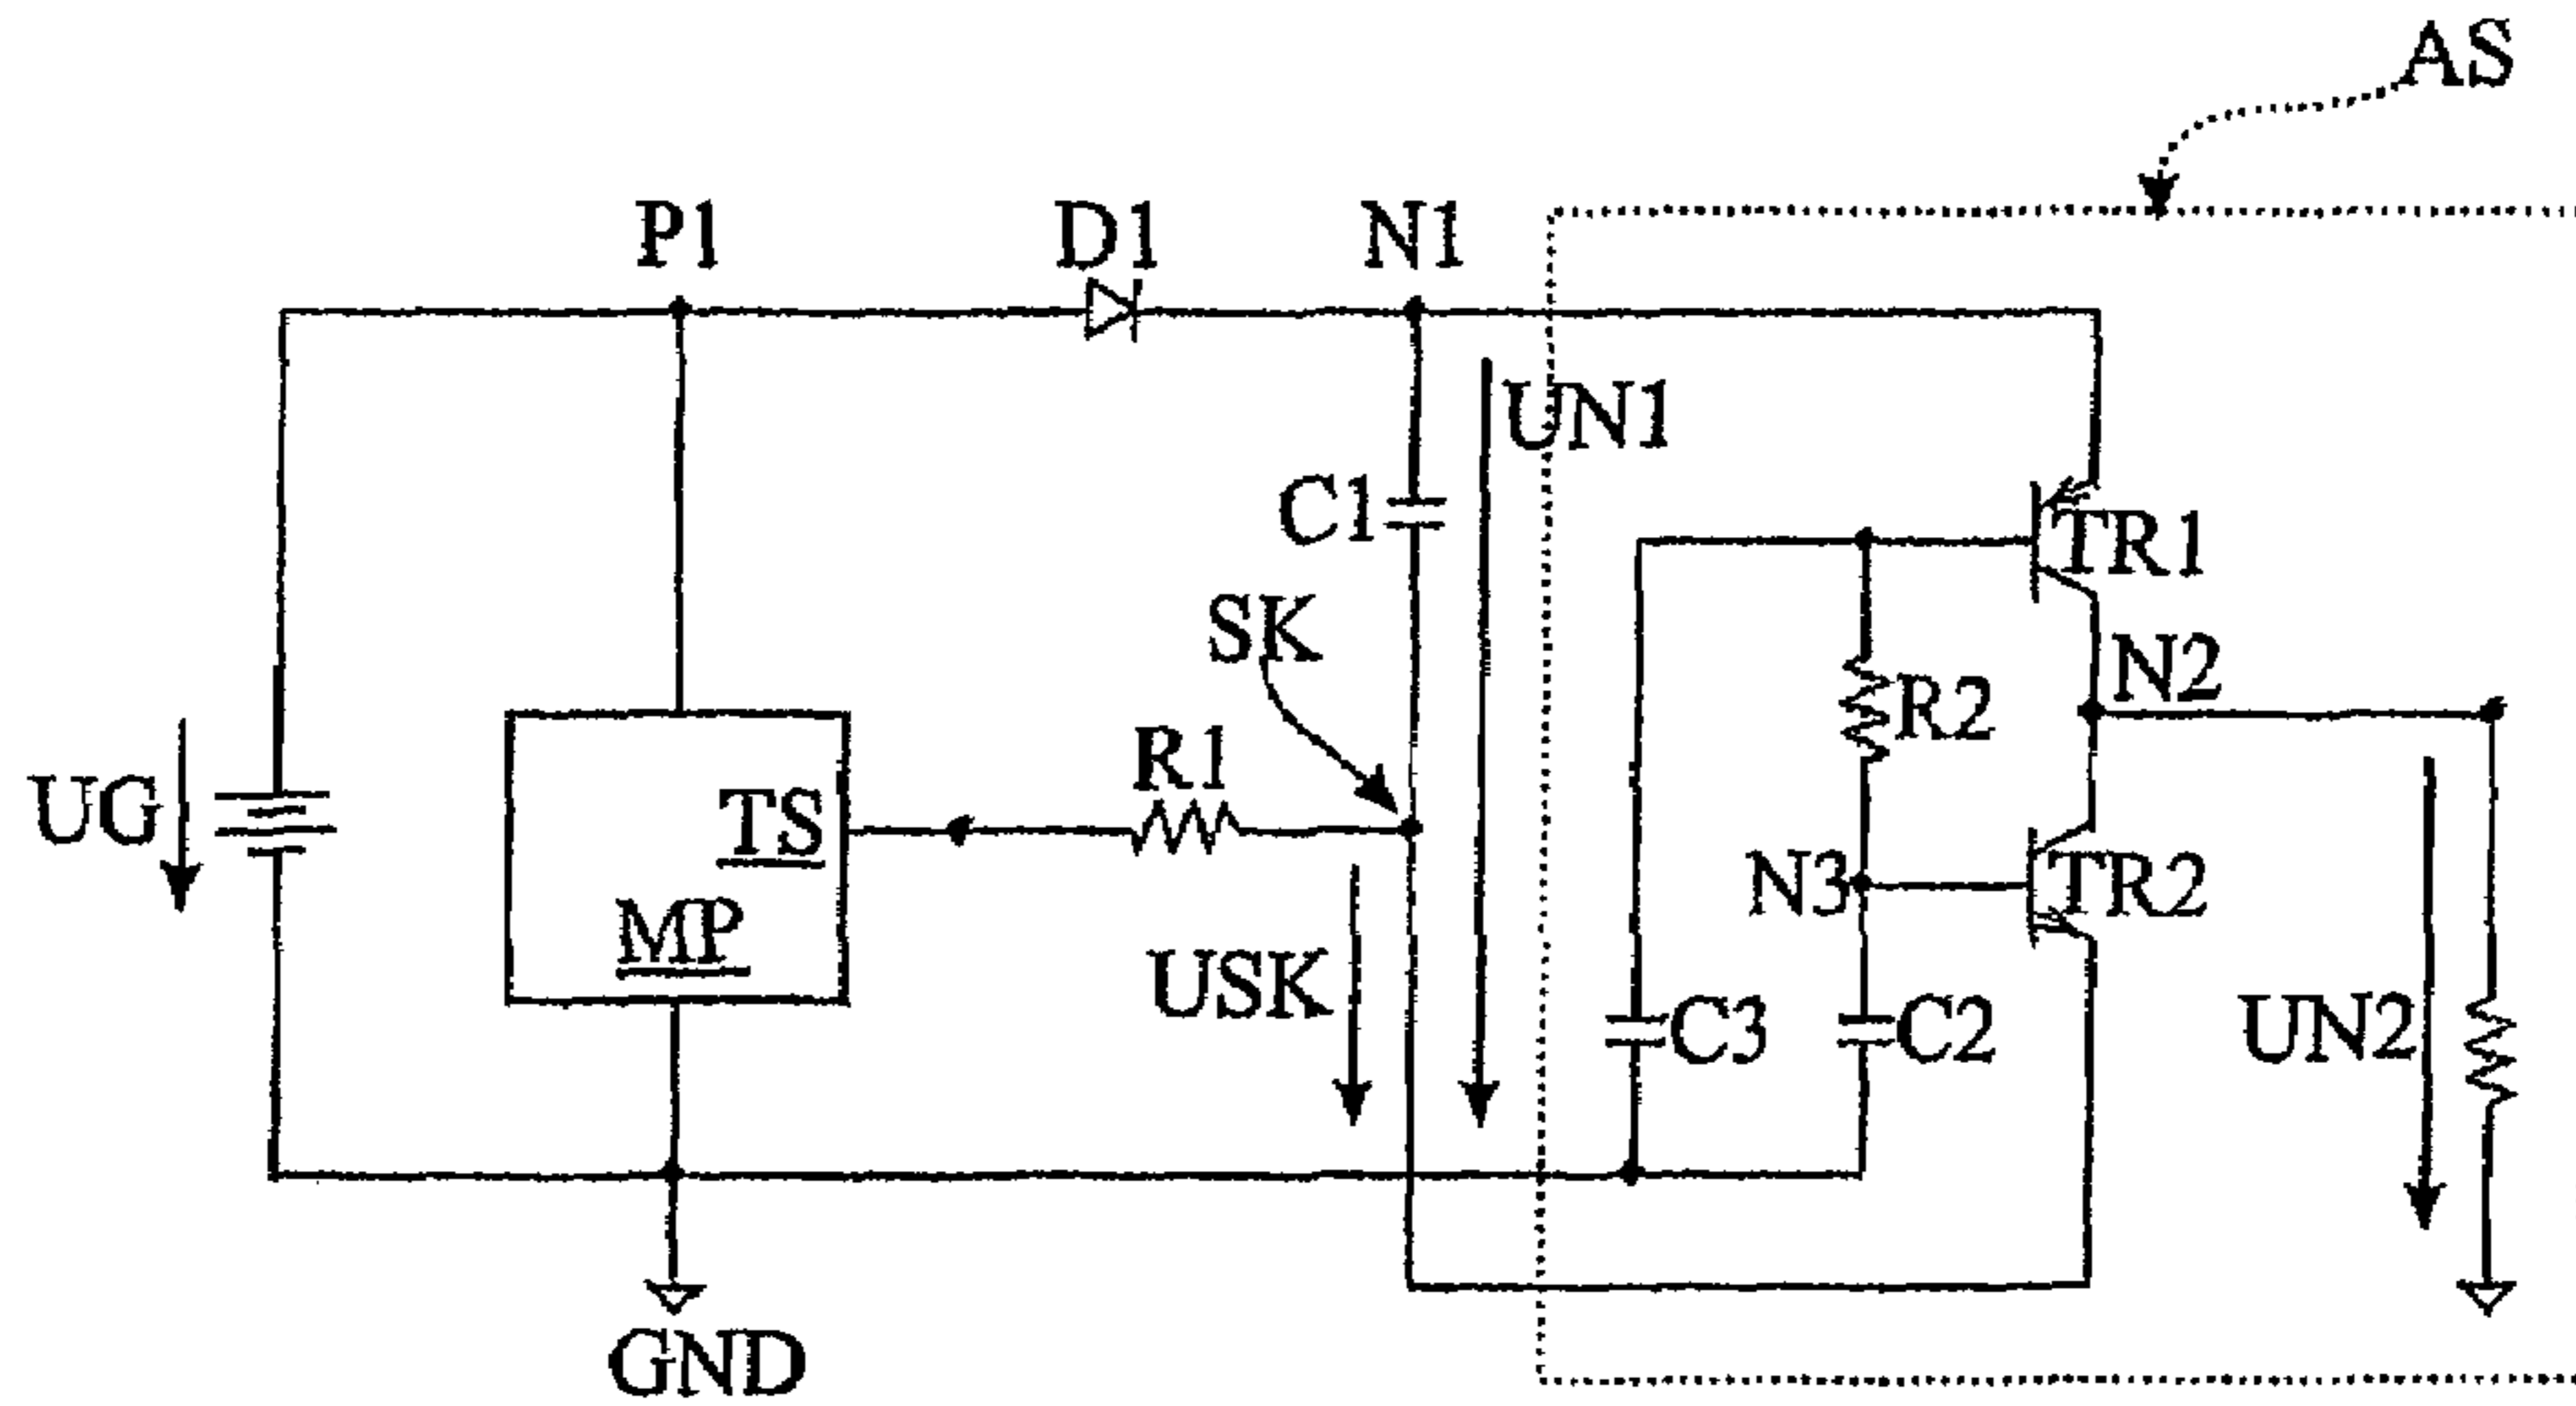 AS
P1
D1
N1
UN1
C1
TR1
SK
N2
R2
R1
UG
TS
N3
TR2
MP
USK
C3
C2
UN2
GND